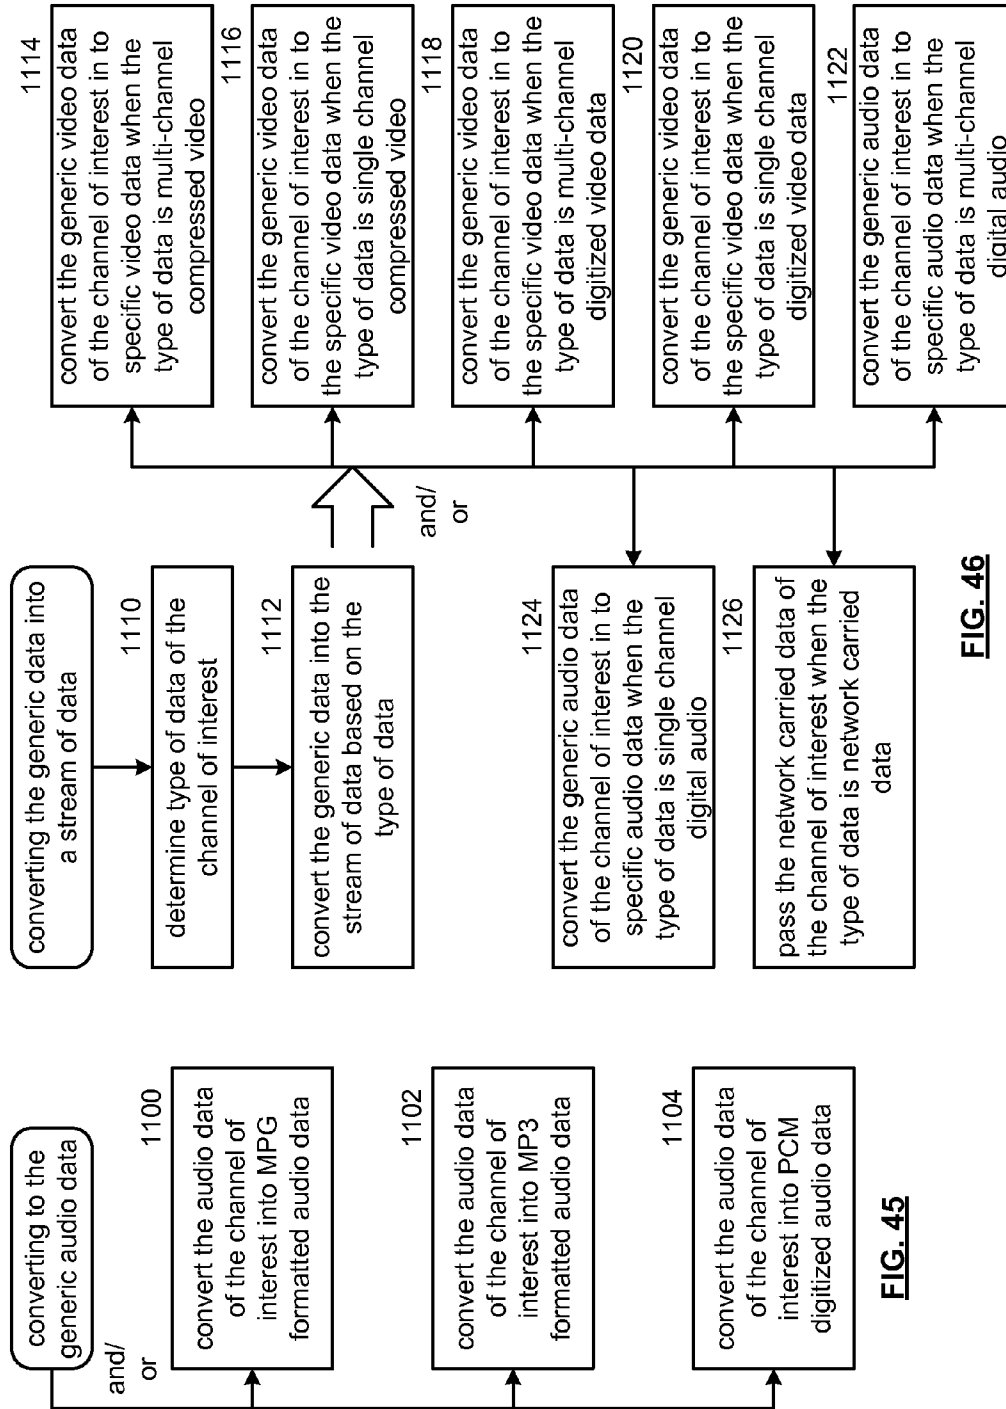 converting to the
generic audio data
and/
or
1100
convert the audio data
of the channel of
interest into MPG
formatted audio data
1102
convert the audio data
of the channel of
interest into MP3
formatted audio data
1104
convert the audio data
of the channel of
interest into PCM
digitized audio data
FIG. 45
converting the generic data into
a stream of data
1110
determine type of data of the
channel of interest
1112
convert the generic data into the
stream of data based on the
type of data
and/
or
1114
convert the generic video data
of the channel of interest in to
specific video data when the
type of data is multi-channel
compressed video
1116
convert the generic video data
of the channel of interest in to
the specific video data when the
type of data is single channel
compressed video
1118
convert the generic video data
of the channel of interest in to
the specific video data when the
type of data is multi-channel
digitized video data
1120
convert the generic video data
of the channel of interest in to
the specific video data when the
type of data is single channel
digitized video data
1122
convert the generic audio data
of the channel of interest in to
specific audio data when the
type of data is multi-channel
digital audio
1124
convert the generic audio data
of the channel of interest in to
specific audio data when the
type of data is single channel
digital audio
1126
pass the network carried data of
the channel of interest when the
type of data is network carried
data
FIG. 46